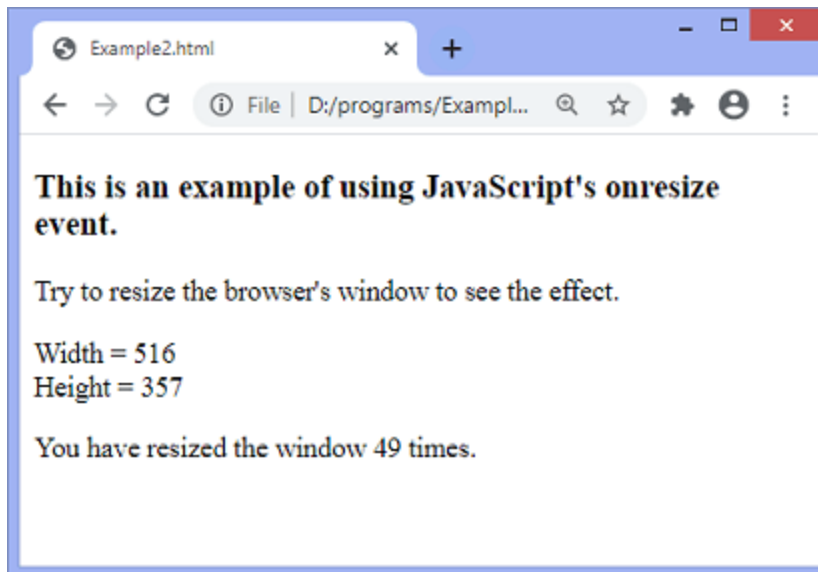 Example2.html
File | D:/programs/Exampl...
This is an example of using JavaScript's onresize
event.
Try to resize the browser's window to see the effect.
Width = 516
Height = 357
You have resized the window 49 times.